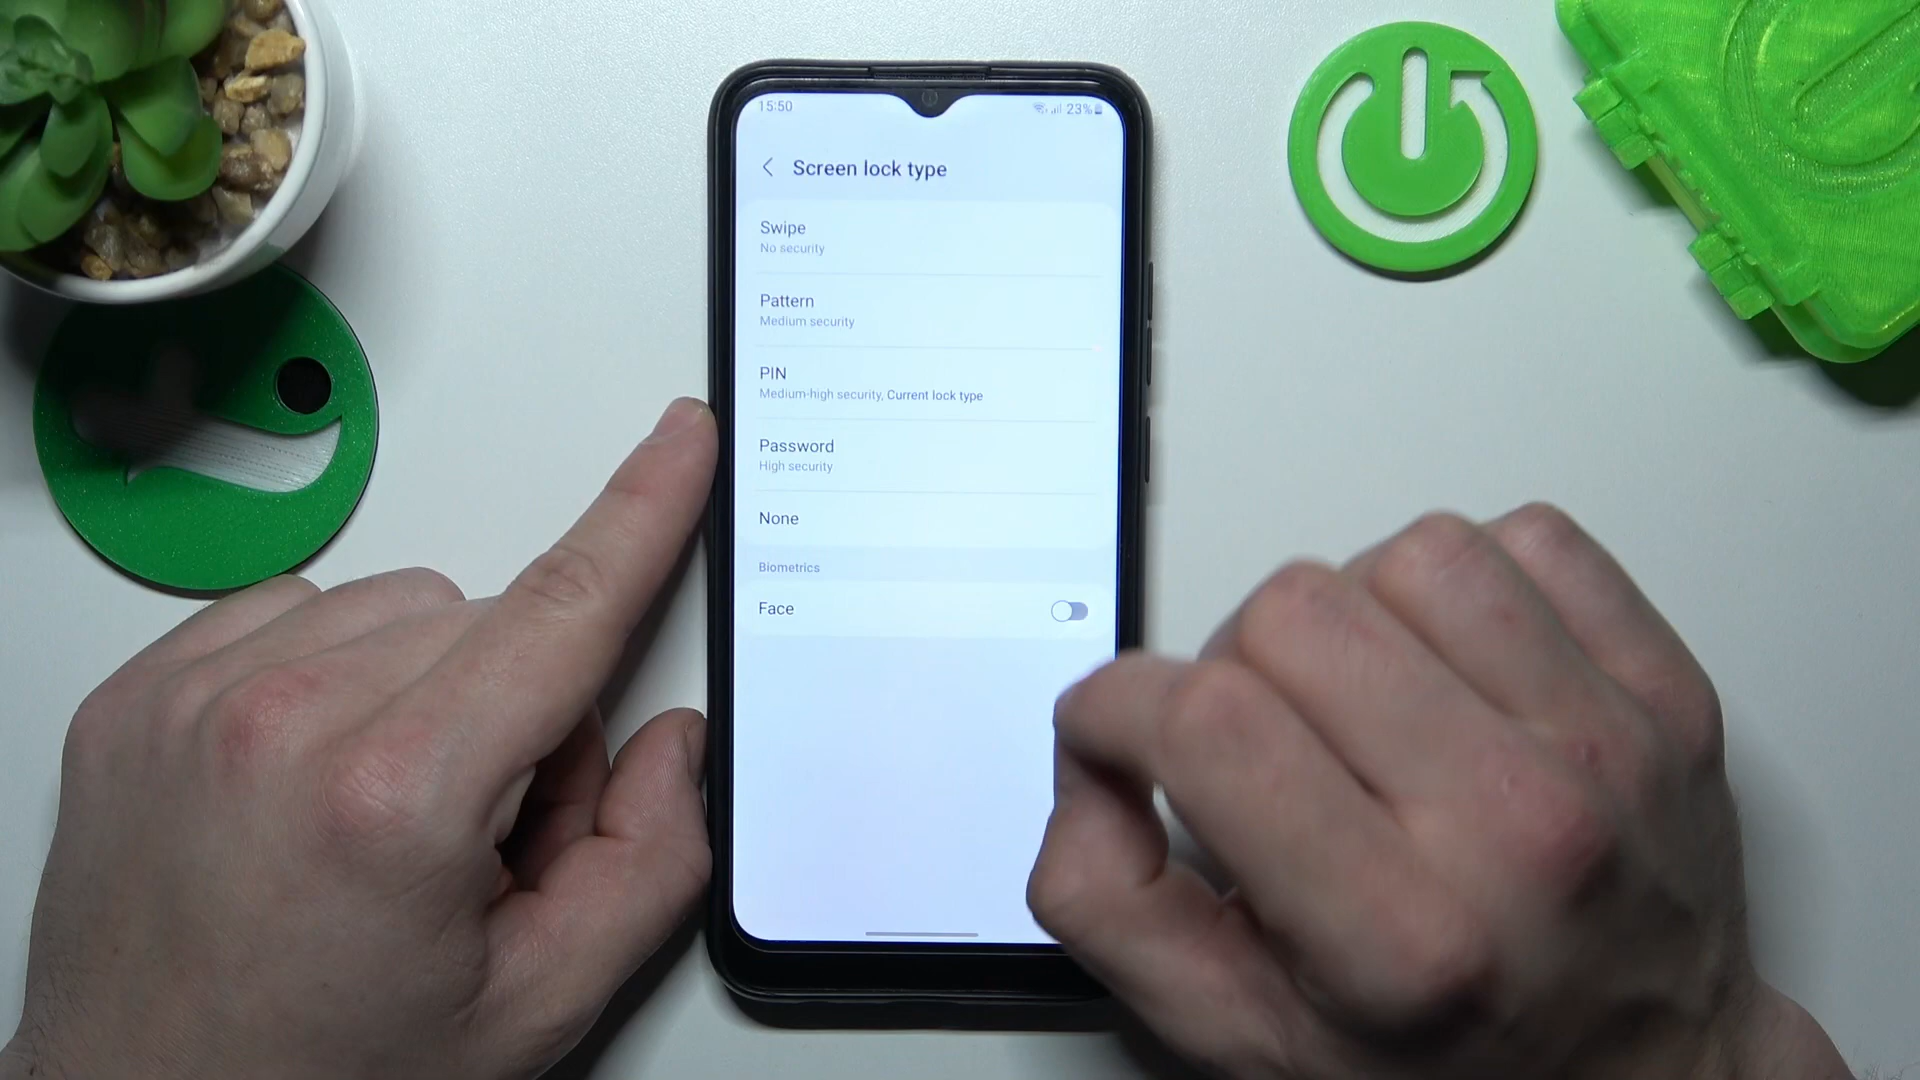 15:50
23%
Screen lock type
Swipe
No security
Pattern
Medium security
PIN
Medium-high security, Current lock type
Password
High security
None
Biometrics
Face